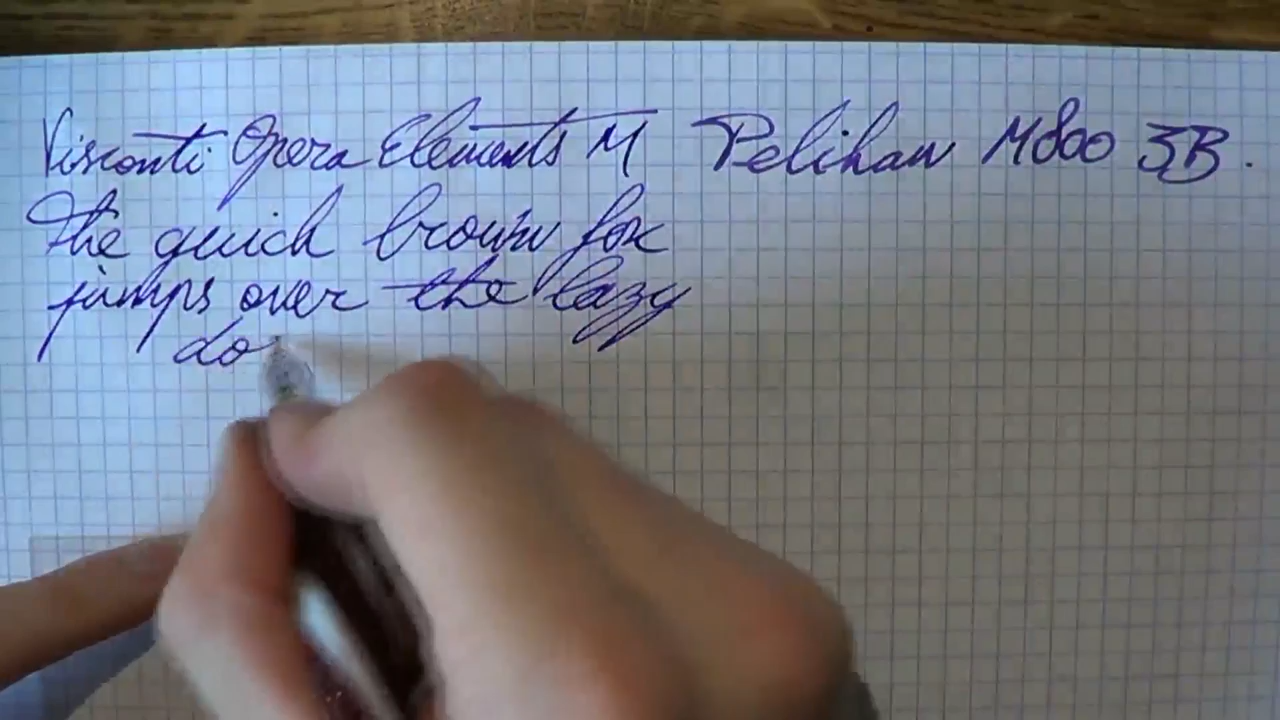 Visconti Opera Elements M Pelikan M800 3B.
The quick brown fox
jumps over the lazy
do